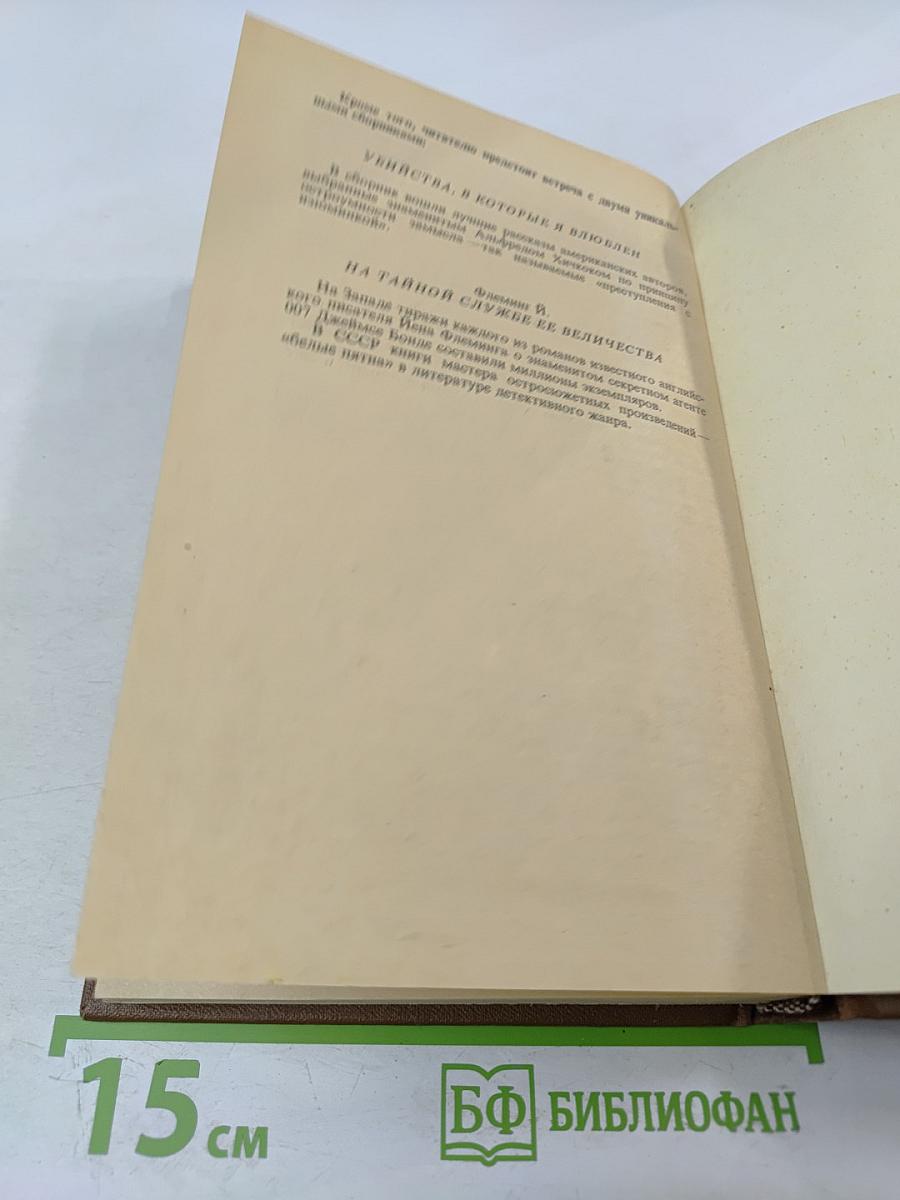 Кроме того, читателю предстоит встреча с двумя уникаль-
ными сборниками:
УБИЙСТВА, В КОТОРЫЕ Я ВЛЮБЛЕН
В сборник вошли лучшие рассказы американских авторов,
выбранные знаменитым Альфредом Хичкоком по принципу
остроумности замысла — так называемые «преступления с
изюминкой».
Флеминг Й.
НА ТАЙНОЙ СЛУЖБЕ ЕЕ ВЕЛИЧЕСТВА
На Западе тиражи каждого из романов известного английс-
кого писателя Йена Флеминга о знаменитом секретном агенте
007 Джеймсе Бонде составили миллионы экземпляров.
В СССР книги мастера остросюжетных произведений —
«белые пятна» в литературе детективного жанра.
15 см
БФ БИБЛИОФАН